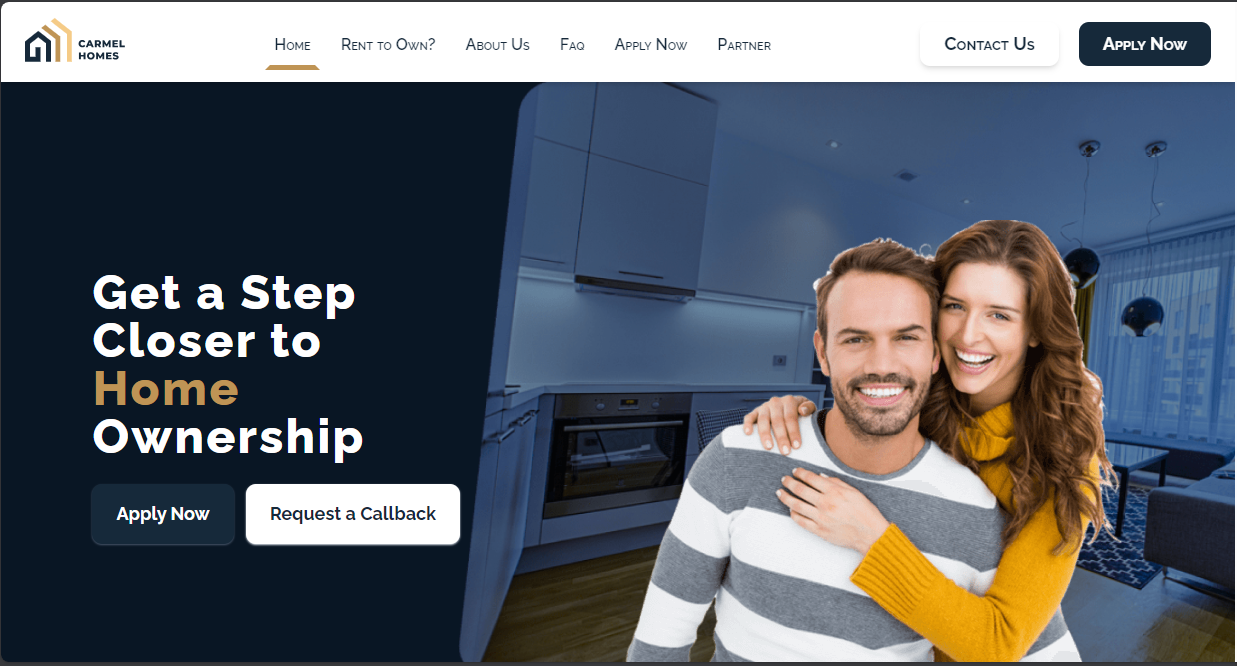 CARMEL
HOMES
Home
Rent to Own?
About Us
Faq
Apply Now
Partner
Contact Us
Apply Now
Get a Step
Closer to
Home
Ownership
Apply Now
Request a Callback